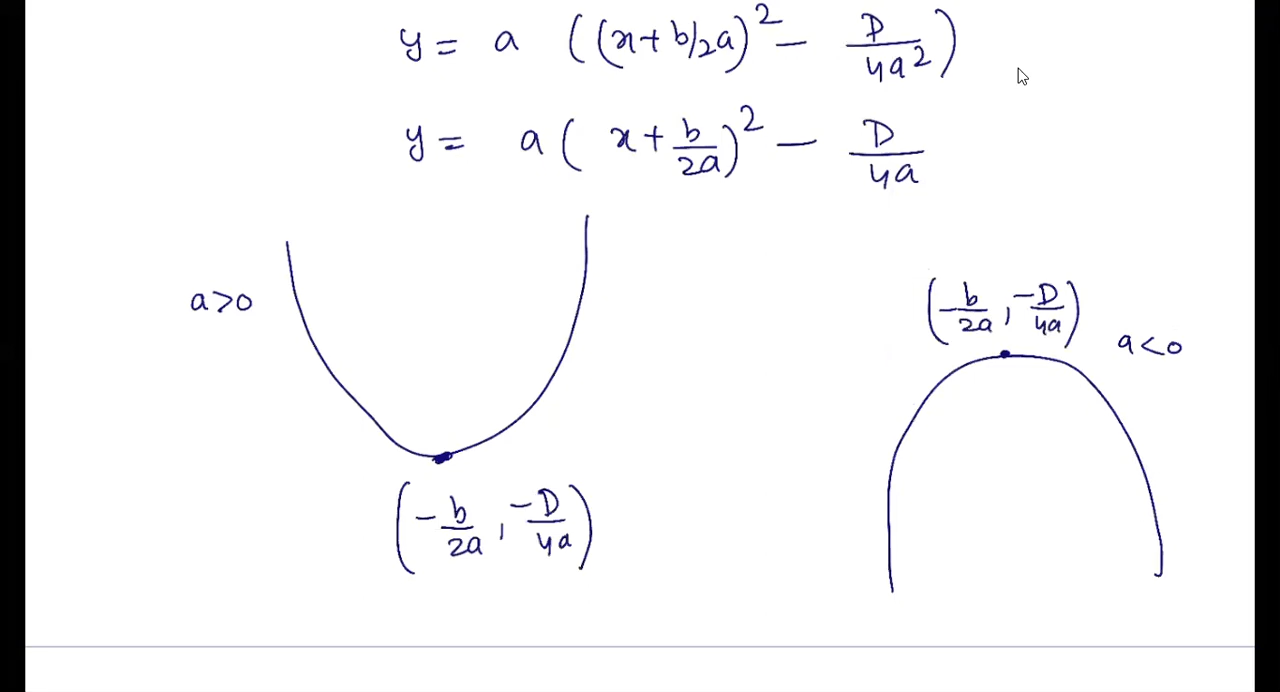 y = a ((x + b/2a)² − D/4a²)
y = a (x + b/2a)² − D/4a
a>0
(−b/2a, −D/4a)
a<0
(−b/2a, −D/4a)